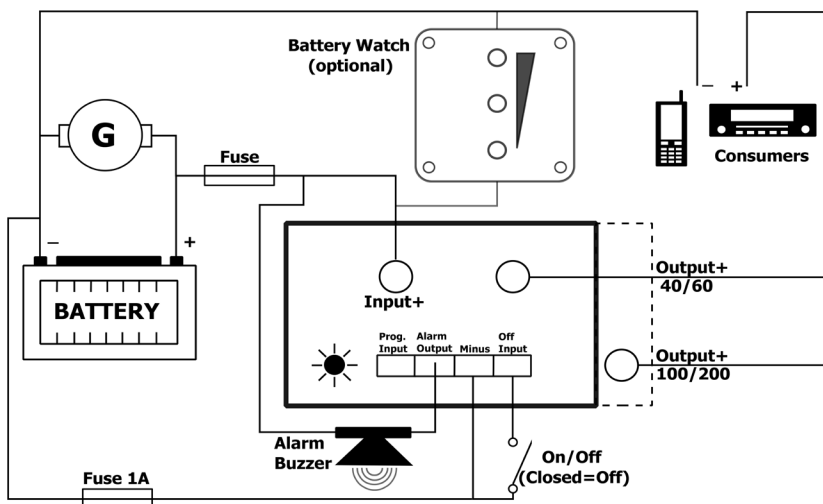 Battery Watch
(optional)
− +
Consumers
G
Fuse
− +
BATTERY
Input+
Output+
40/60
Prog.
Input
Alarm
Output
Minus
Off
Input
Output+
100/200
Alarm
Buzzer
On/Off
(Closed=Off)
Fuse 1A